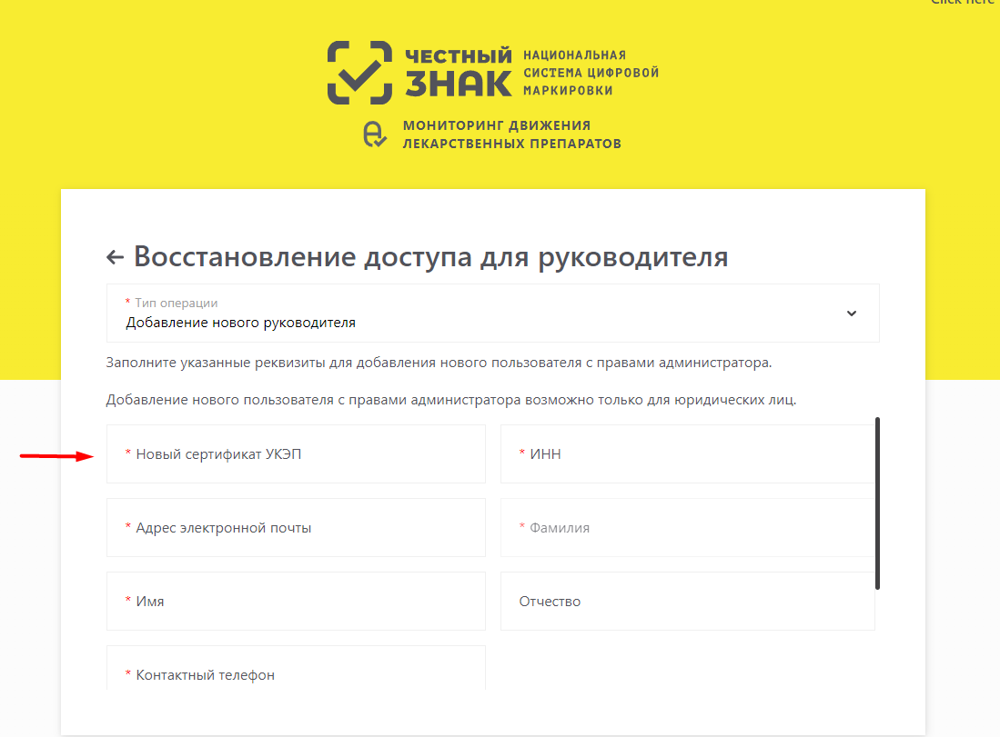 Click here
ЧЕСТНЫЙ
ЗНАК
НАЦИОНАЛЬНАЯ
СИСТЕМА ЦИФРОВОЙ
МАРКИРОВКИ
МОНИТОРИНГ ДВИЖЕНИЯ
ЛЕКАРСТВЕННЫХ ПРЕПАРАТОВ
Восстановление доступа для руководителя
* Тип операции
Добавление нового руководителя
Заполните указанные реквизиты для добавления нового пользователя с правами администратора.
Добавление нового пользователя с правами администратора возможно только для юридических лиц.
* Новый сертификат УКЭП
* ИНН
* Адрес электронной почты
* Фамилия
* Имя
Отчество
* Контактный телефон